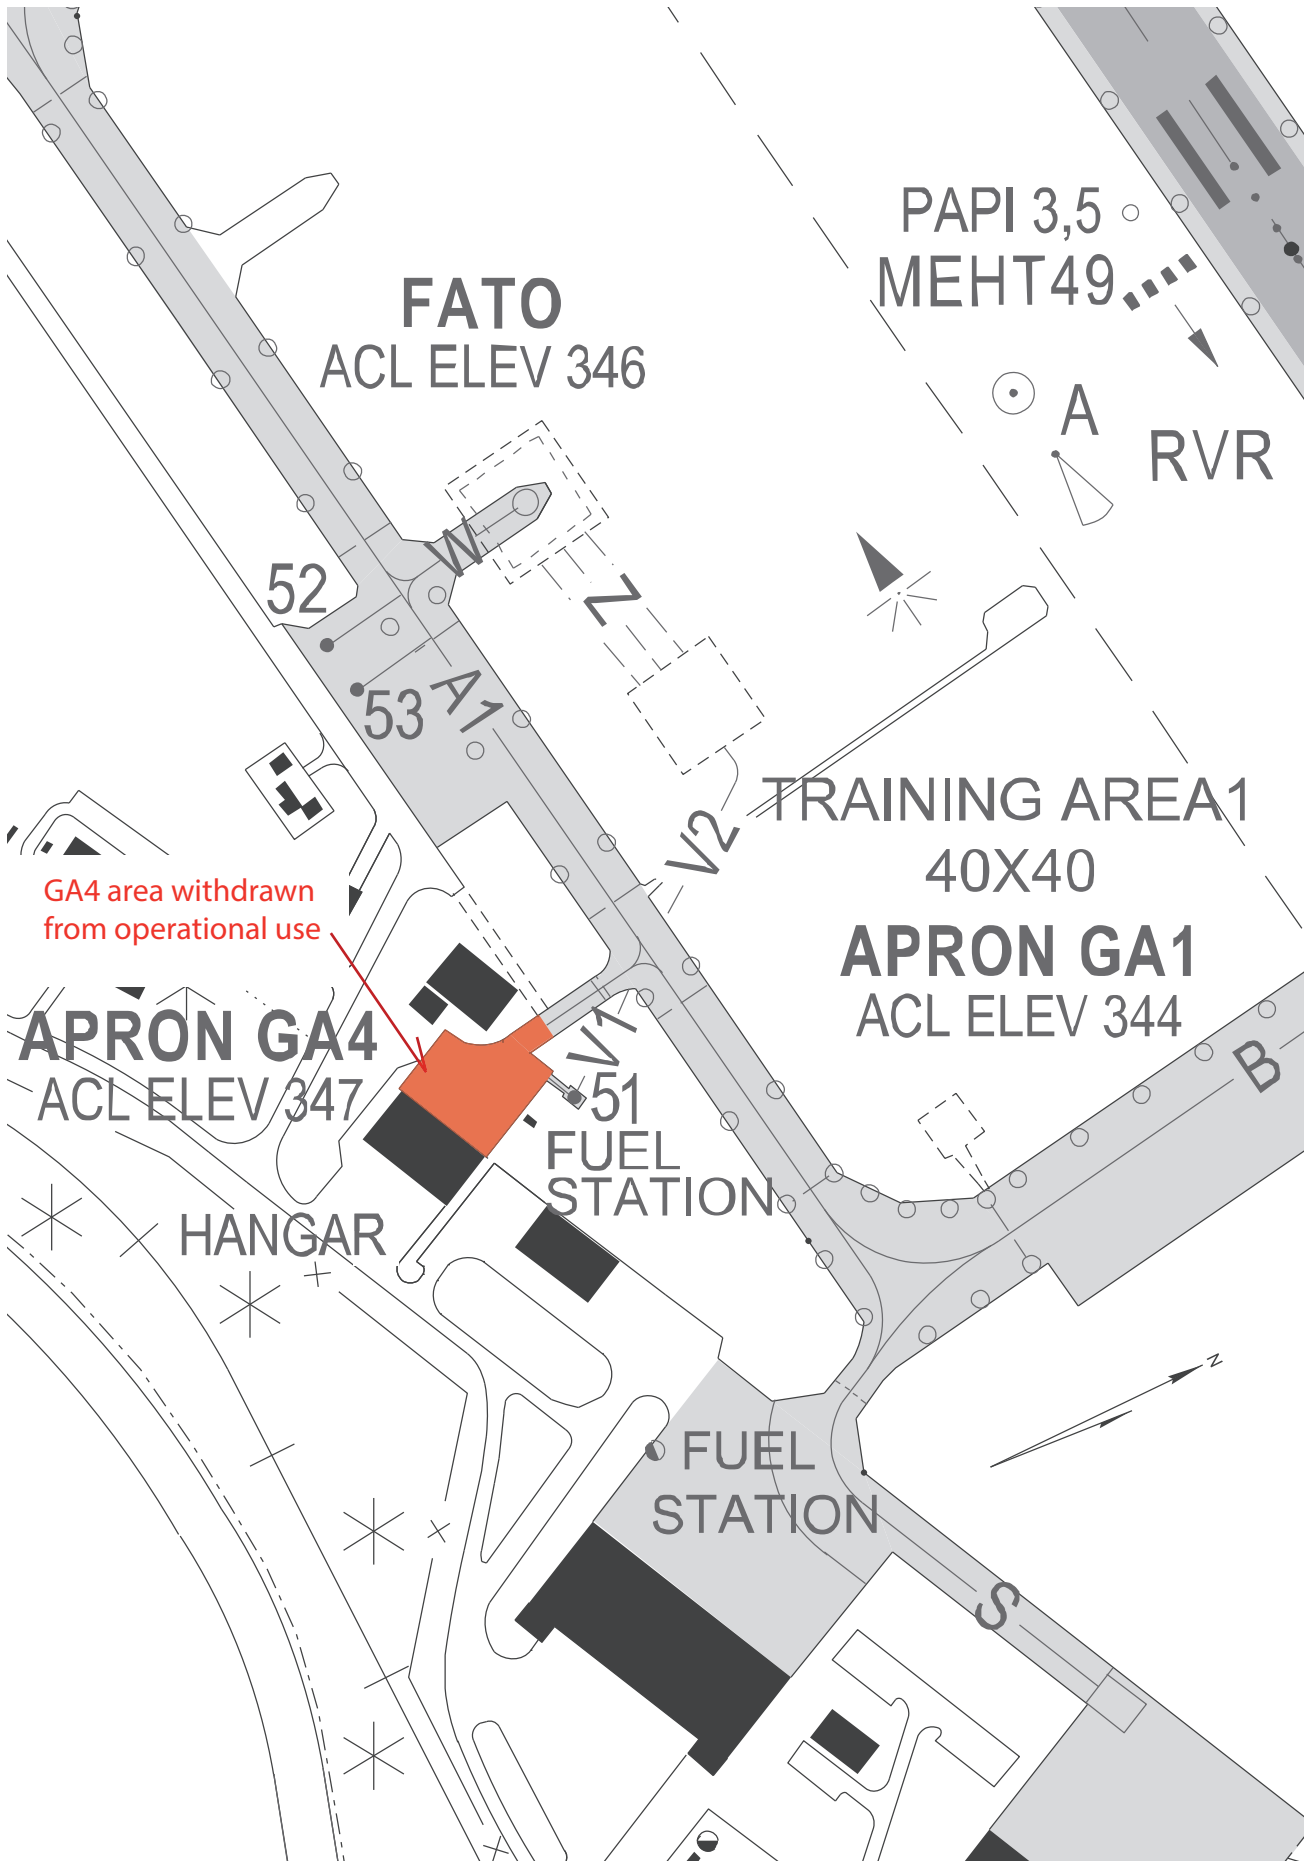 PAPI 3,5
MEHT49
FATO
ACL ELEV 346
A
RVR
W
52
Z
53
A1
TRAINING AREA1
40X40
V2
GA4 area withdrawn
from operational use
APRON GA1
ACL ELEV 344
APRON GA4
ACL ELEV 347
V1
B
51
FUEL
STATION
HANGAR
N
FUEL
STATION
S